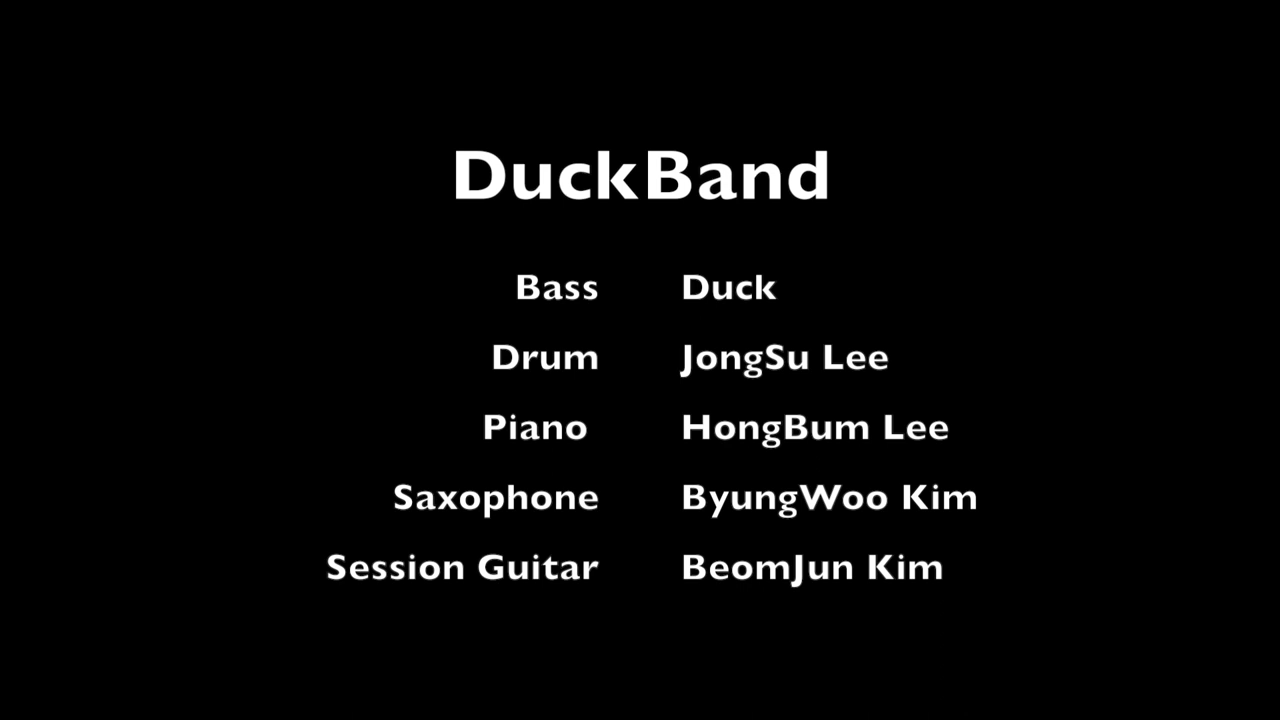 DuckBand
Bass Duck
Drum JongSu Lee
Piano HongBum Lee
Saxophone ByungWoo Kim
Session Guitar BeomJun Kim